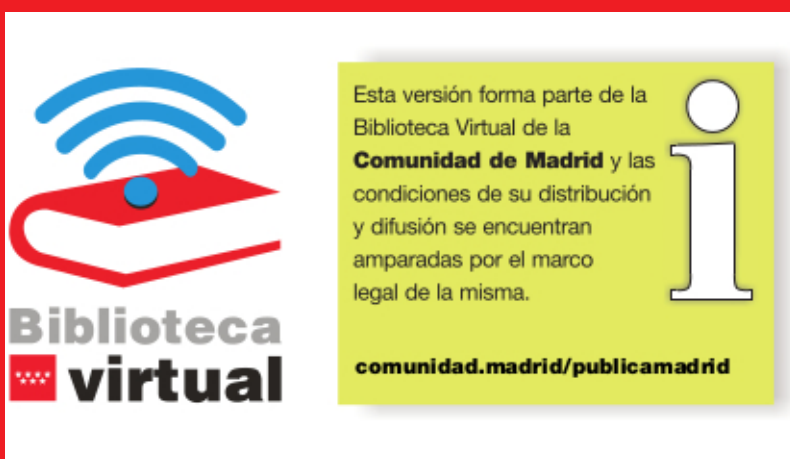 Biblioteca
virtual
Esta versión forma parte de la
Biblioteca Virtual de la
Comunidad de Madrid y las
condiciones de su distribución
y difusión se encuentran
amparadas por el marco
legal de la misma.
comunidad.madrid/publicamadrid